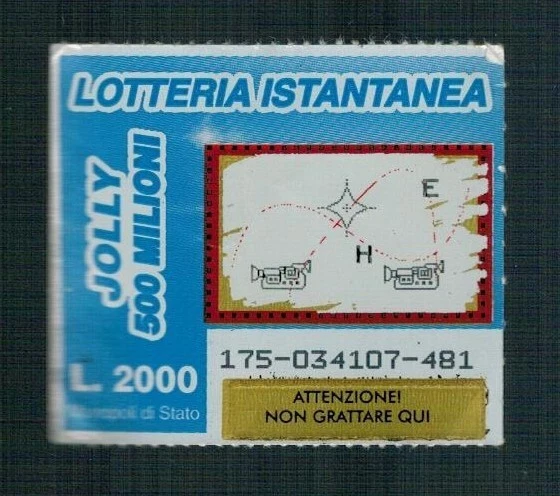 LOTTERIA ISTANTANEA
JOLLY
500 MILIONI
E
H
175-034107-481
L. 2000
Monopoli di Stato
ATTENZIONE!
NON GRATTARE QUI